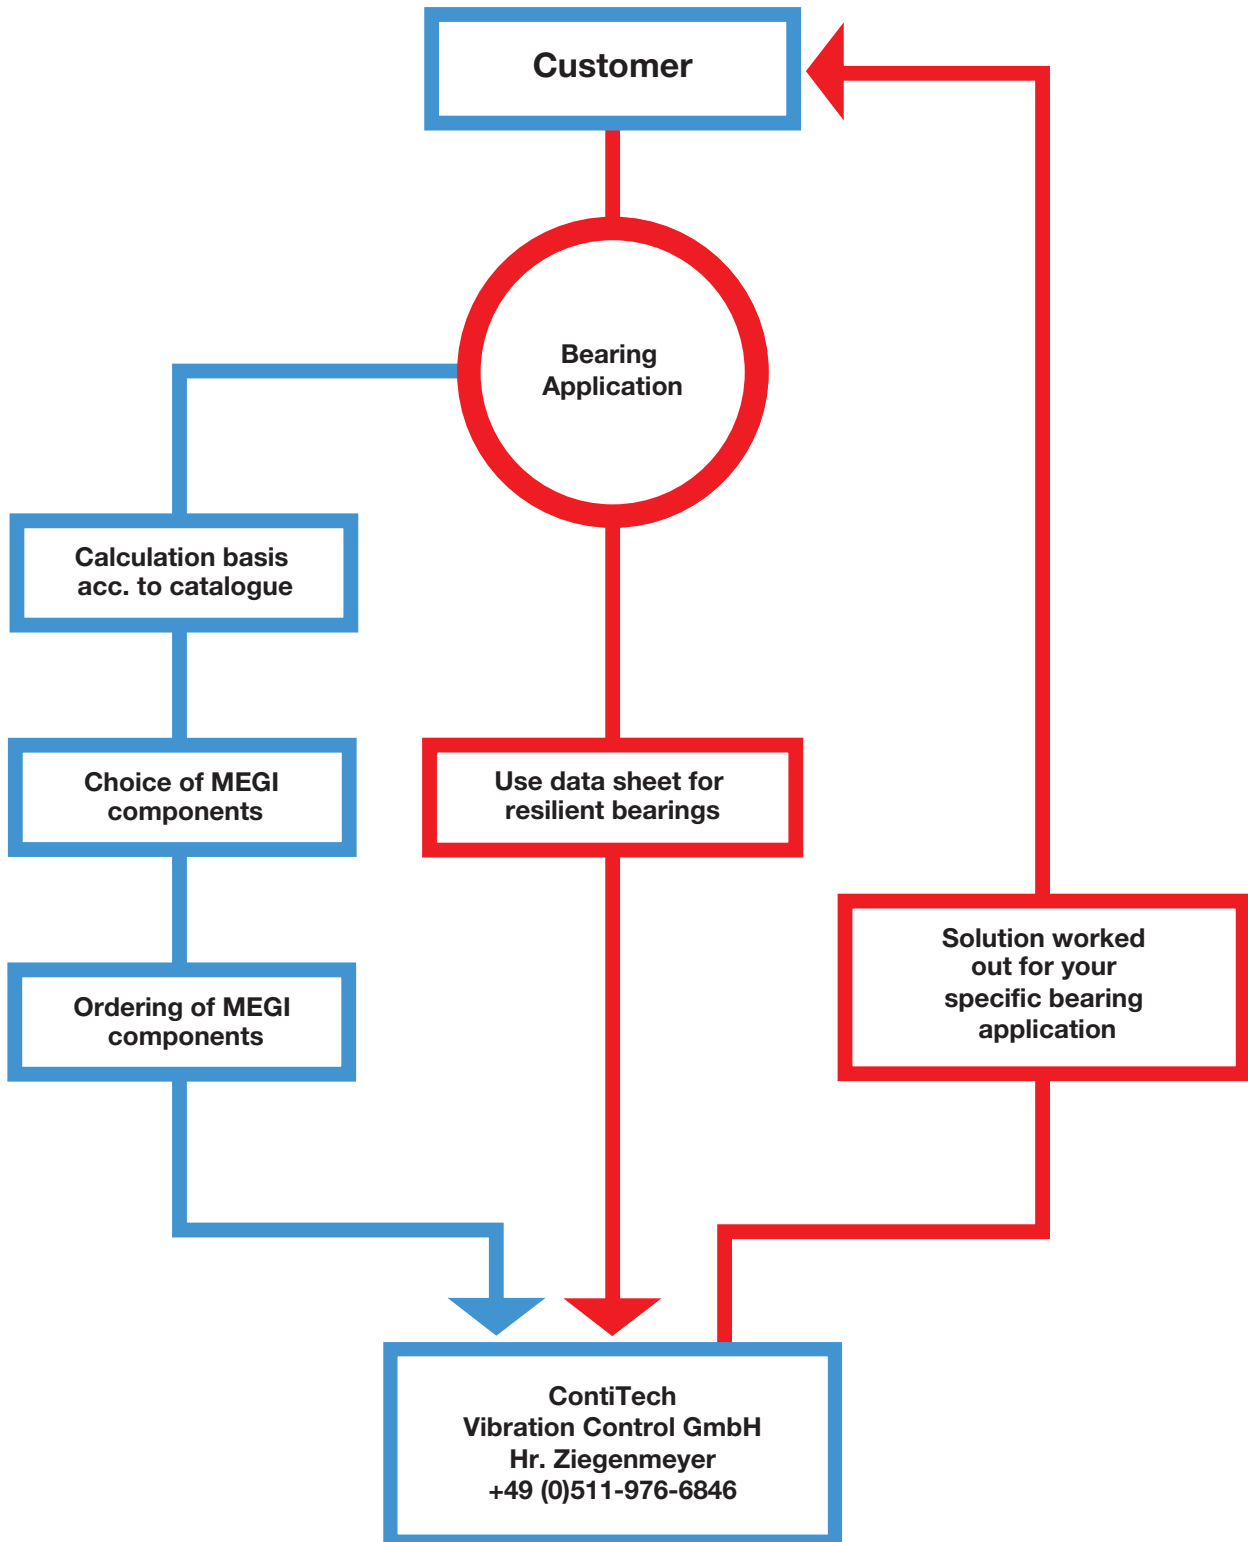 Customer
Bearing
Application
Calculation basis
acc. to catalogue
Choice of MEGI
components
Use data sheet for
resilient bearings
Solution worked
out for your
specific bearing
application
Ordering of MEGI
components
ContiTech
Vibration Control GmbH
Hr. Ziegenmeyer
+49 (0)511-976-6846